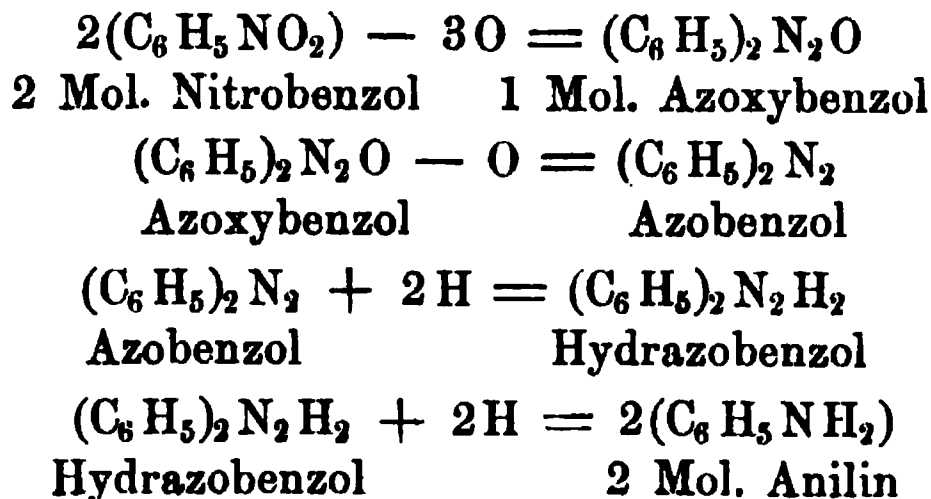 2(C₆H₅NO₂) — 3O = (C₆H₅)₂N₂O
2 Mol. Nitrobenzol 1 Mol. Azoxybenzol
(C₆H₅)₂N₂O — O = (C₆H₅)₂N₂
Azoxybenzol Azobenzol
(C₆H₅)₂N₂ + 2H = (C₆H₅)₂N₂H₂
Azobenzol Hydrazobenzol
(C₆H₅)₂N₂H₂ + 2H = 2(C₆H₅NH₂)
Hydrazobenzol 2 Mol. Anilin